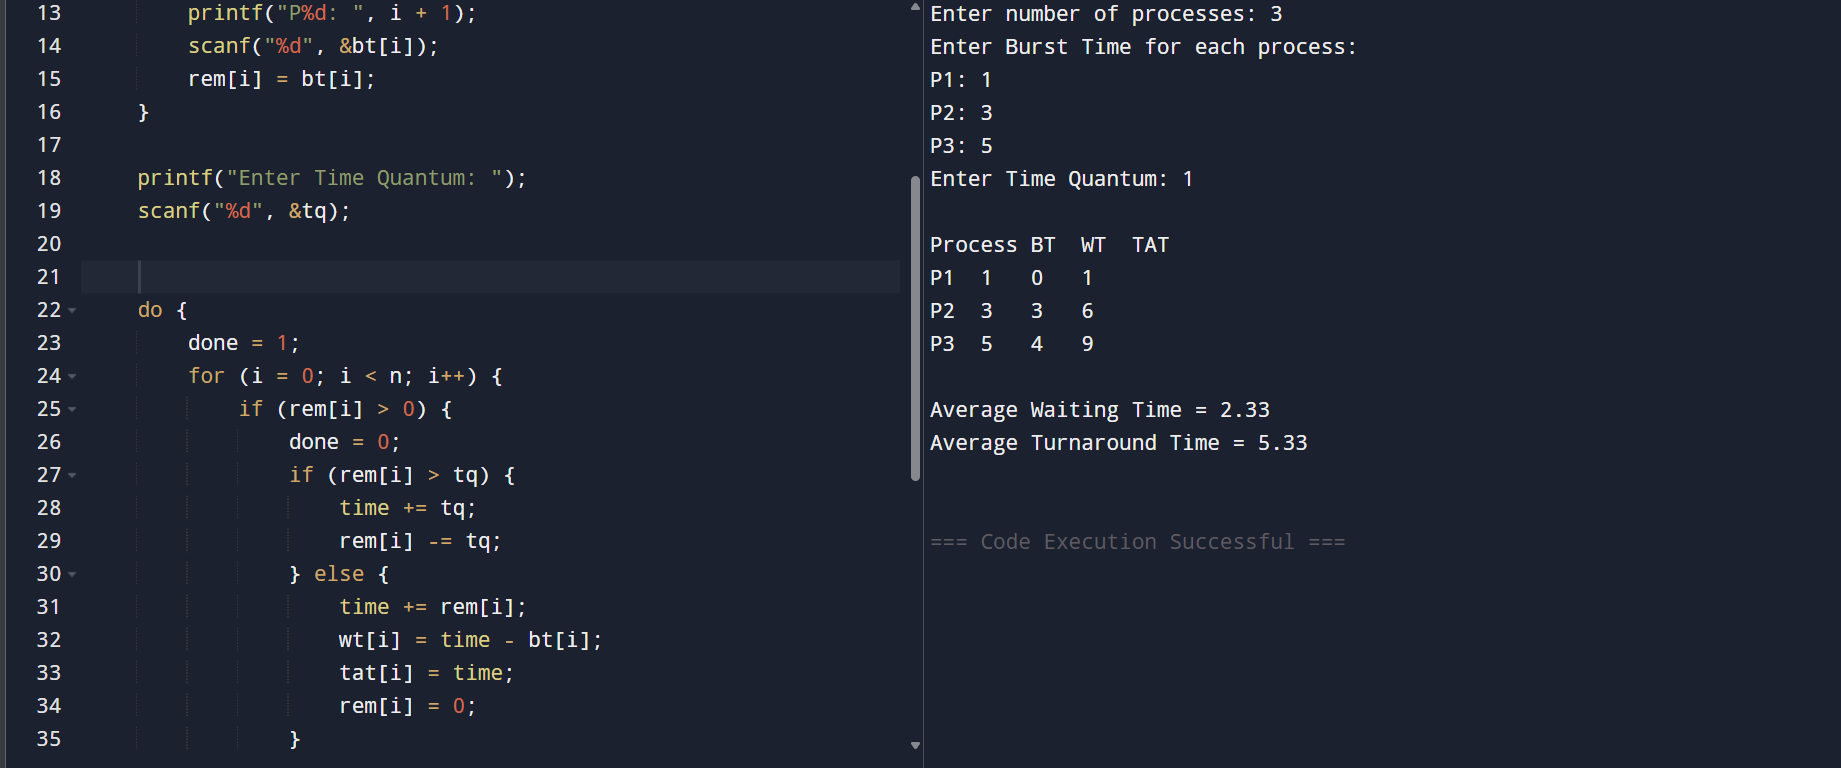 13 printf("P%d: ", i + 1);
14 scanf("%d", &bt[i]);
15 rem[i] = bt[i];
16 }
17
18 printf("Enter Time Quantum: ");
19 scanf("%d", &tq);
20
21
22 do {
23 done = 1;
24 for (i = 0; i < n; i++) {
25 if (rem[i] > 0) {
26 done = 0;
27 if (rem[i] > tq) {
28 time += tq;
29 rem[i] -= tq;
30 } else {
31 time += rem[i];
32 wt[i] = time - bt[i];
33 tat[i] = time;
34 rem[i] = 0;
35 }
Enter number of processes: 3
Enter Burst Time for each process:
P1: 1
P2: 3
P3: 5
Enter Time Quantum: 1
Process BT WT TAT
P1 1 0 1
P2 3 3 6
P3 5 4 9
Average Waiting Time = 2.33
Average Turnaround Time = 5.33
=== Code Execution Successful ===